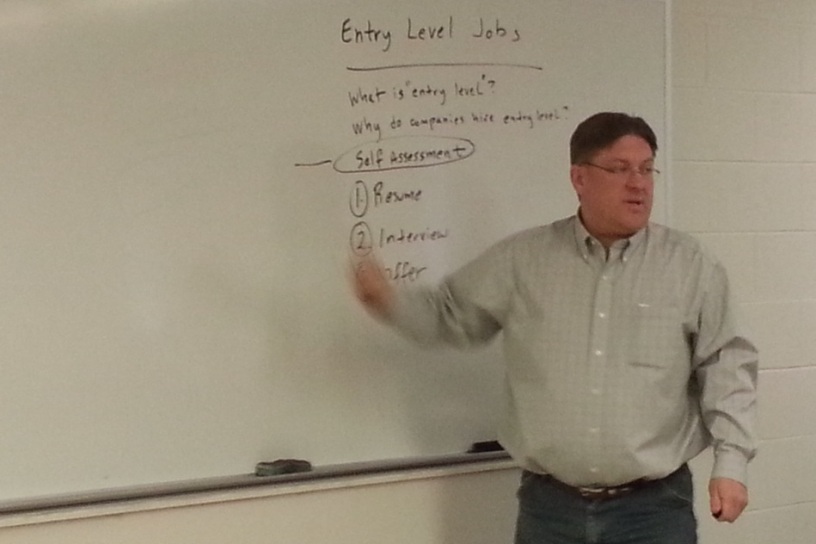 Entry Level Jobs
What is "entry level"?
Why do companies hire entry level?
Self Assessment
1. Resume
2 Interview
offer